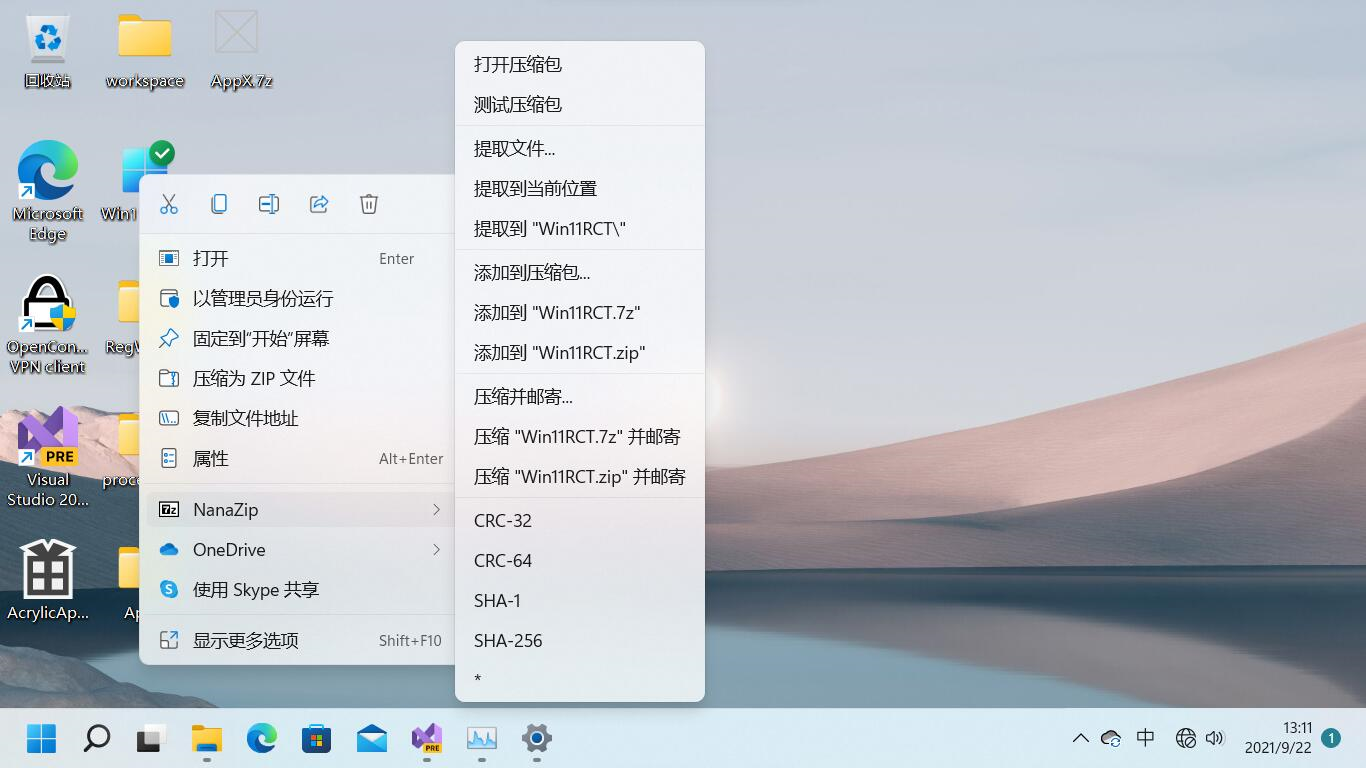 回收站
workspace
AppX.7z
Microsoft
Edge
Win1
OpenCon...
VPN client
Reg
PRE
Visual
Studio 20...
proce
AcrylicAp...
Ap
打开 Enter
以管理员身份运行
固定到“开始”屏幕
压缩为 ZIP 文件
复制文件地址
属性 Alt+Enter
7z NanaZip
OneDrive
使用 Skype 共享
显示更多选项 Shift+F10
打开压缩包
测试压缩包
提取文件...
提取到当前位置
提取到 "Win11RCT\"
添加到压缩包...
添加到 "Win11RCT.7z"
添加到 "Win11RCT.zip"
压缩并邮寄...
压缩 "Win11RCT.7z" 并邮寄
压缩 "Win11RCT.zip" 并邮寄
CRC-32
CRC-64
SHA-1
SHA-256
*
PRE
中
13:11
2021/9/22
1